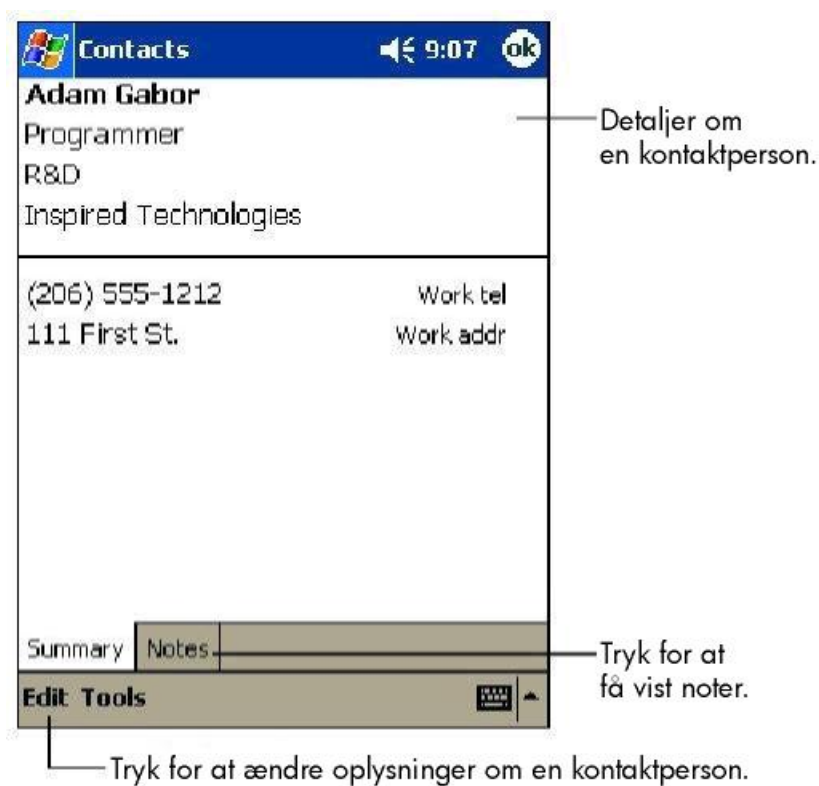 Contacts 9:07 ok
Adam Gabor
Programmer
R&D
Inspired Technologies
Detaljer om
en kontaktperson.
(206) 555-1212 Work tel
111 First St. Work addr
Summary Notes
Tryk for at
få vist noter.
Edit Tools
Tryk for at ændre oplysninger om en kontaktperson.